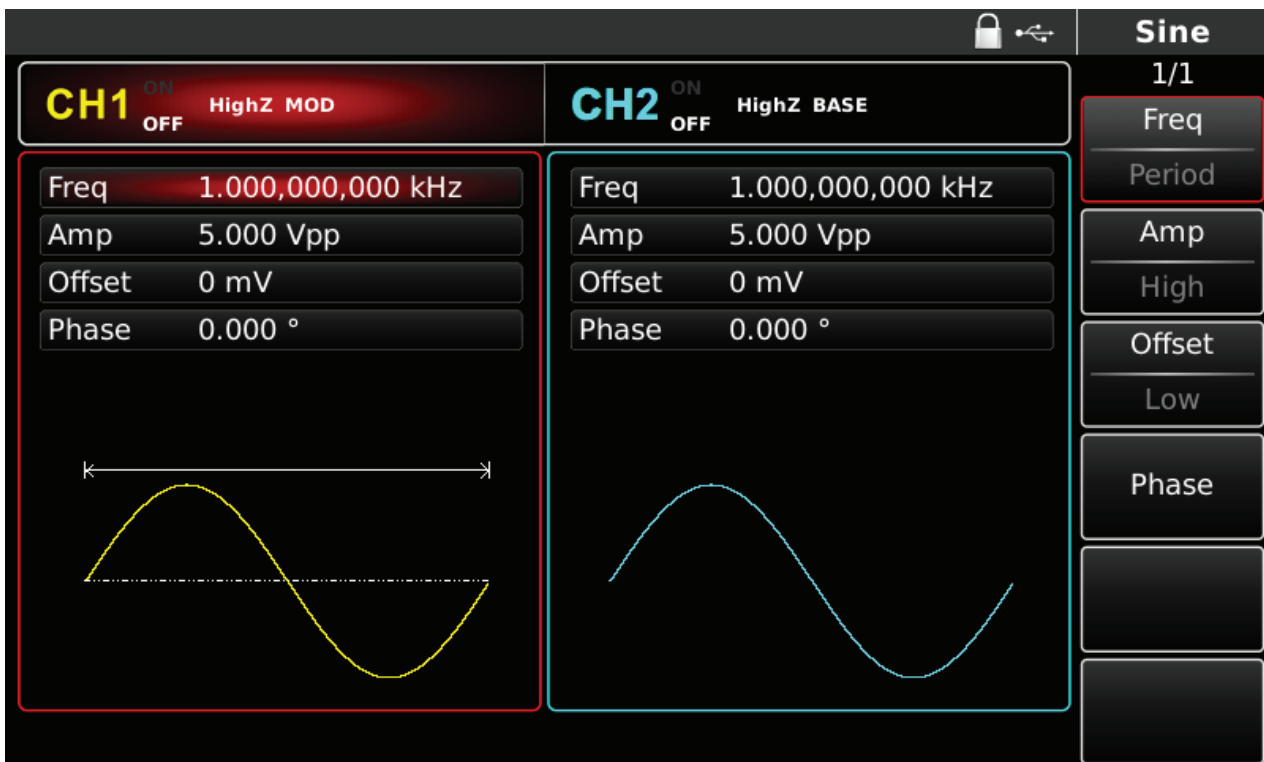 Sine
1/1
CH1 ON OFF HighZ MOD
CH2 ON OFF HighZ BASE
Freq 1.000,000,000 kHz
Amp 5.000 Vpp
Offset 0 mV
Phase 0.000 °
Freq 1.000,000,000 kHz
Amp 5.000 Vpp
Offset 0 mV
Phase 0.000 °
Freq
Period
Amp
High
Offset
Low
Phase